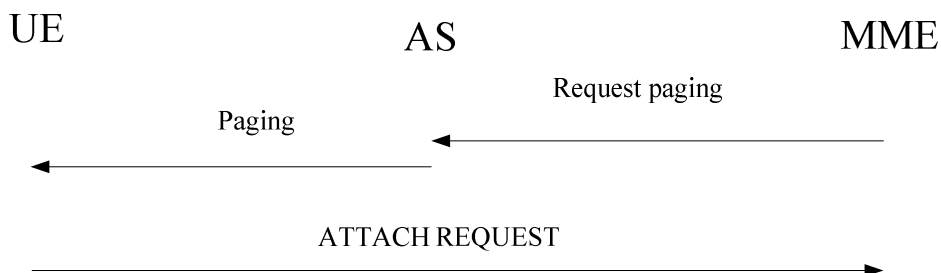 UE AS MME
Request paging
Paging
ATTACH REQUEST